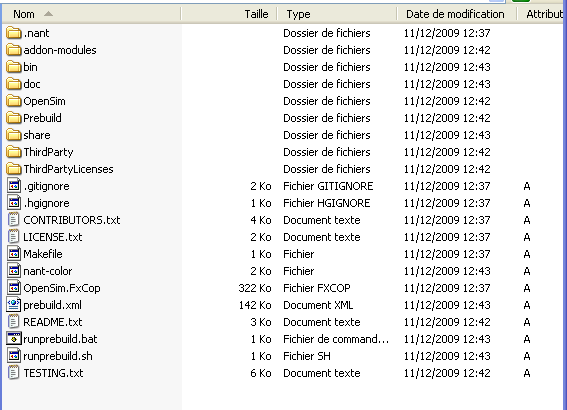 Nom Taille Type Date de modification Attribut
.nant Dossier de fichiers 11/12/2009 12:37
addon-modules Dossier de fichiers 11/12/2009 12:42
bin Dossier de fichiers 11/12/2009 12:43
doc Dossier de fichiers 11/12/2009 12:43
OpenSim Dossier de fichiers 11/12/2009 12:42
Prebuild Dossier de fichiers 11/12/2009 12:42
share Dossier de fichiers 11/12/2009 12:43
ThirdParty Dossier de fichiers 11/12/2009 12:42
ThirdPartyLicenses Dossier de fichiers 11/12/2009 12:43
.gitignore 2 Ko Fichier GITIGNORE 11/12/2009 12:37 A
.hgignore 1 Ko Fichier HGIGNORE 11/12/2009 12:37 A
CONTRIBUTORS.txt 4 Ko Document texte 11/12/2009 12:37 A
LICENSE.txt 2 Ko Document texte 11/12/2009 12:37 A
Makefile 1 Ko Fichier 11/12/2009 12:37 A
nant-color 2 Ko Fichier 11/12/2009 12:43 A
OpenSim.FxCop 322 Ko Fichier FXCOP 11/12/2009 12:37 A
prebuild.xml 142 Ko Document XML 11/12/2009 12:43 A
README.txt 3 Ko Document texte 11/12/2009 12:42 A
runprebuild.bat 1 Ko Fichier de command... 11/12/2009 12:43 A
runprebuild.sh 1 Ko Fichier SH 11/12/2009 12:43 A
TESTING.txt 6 Ko Document texte 11/12/2009 12:42 A